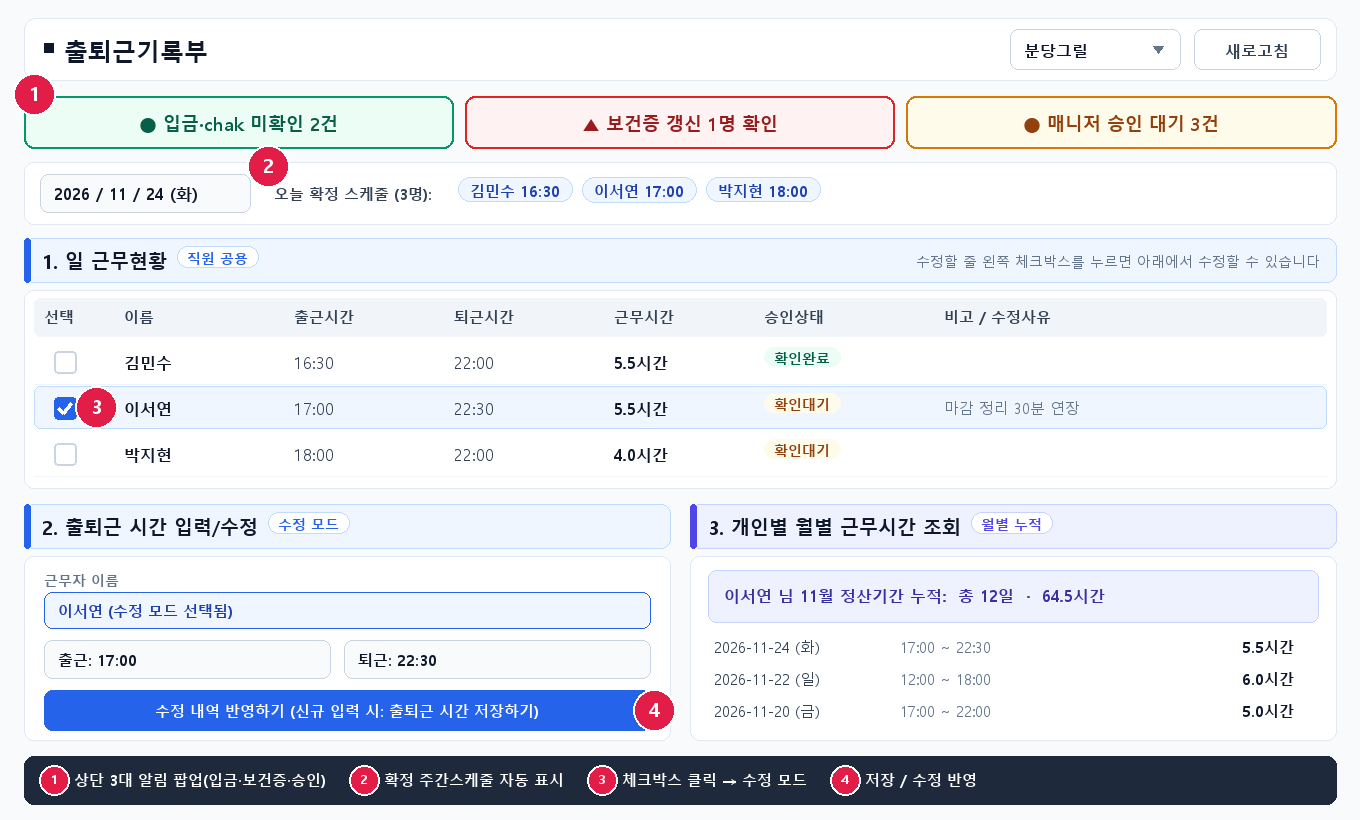 ■ 출퇴근기록부
분당그릴 ▼
새로고침
1
● 입금·chak 미확인 2건
▲ 보건증 갱신 1명 확인
● 매니저 승인 대기 3건
2
2026 / 11 / 24 (화)
오늘 확정 스케줄 (3명):
김민수 16:30
이서연 17:00
박지현 18:00
1. 일 근무현황
직원 공용
수정할 줄 왼쪽 체크박스를 누르면 아래에서 수정할 수 있습니다
선택 이름 출근시간 퇴근시간 근무시간 승인상태 비고 / 수정사유
김민수 16:30 22:00 5.5시간 확인완료
3 이서연 17:00 22:30 5.5시간 확인대기 마감 정리 30분 연장
박지현 18:00 22:00 4.0시간 확인대기
2. 출퇴근 시간 입력/수정
수정 모드
근무자 이름
이서연 (수정 모드 선택됨)
출근: 17:00
퇴근: 22:30
수정 내역 반영하기 (신규 입력 시: 출퇴근 시간 저장하기)
4
3. 개인별 월별 근무시간 조회
월별 누적
이서연 님 11월 정산기간 누적: 총 12일 · 64.5시간
2026-11-24 (화) 17:00 ~ 22:30 5.5시간
2026-11-22 (일) 12:00 ~ 18:00 6.0시간
2026-11-20 (금) 17:00 ~ 22:00 5.0시간
1 상단 3대 알림 팝업(입금·보건증·승인)
2 확정 주간스케줄 자동 표시
3 체크박스 클릭 → 수정 모드
4 저장 / 수정 반영